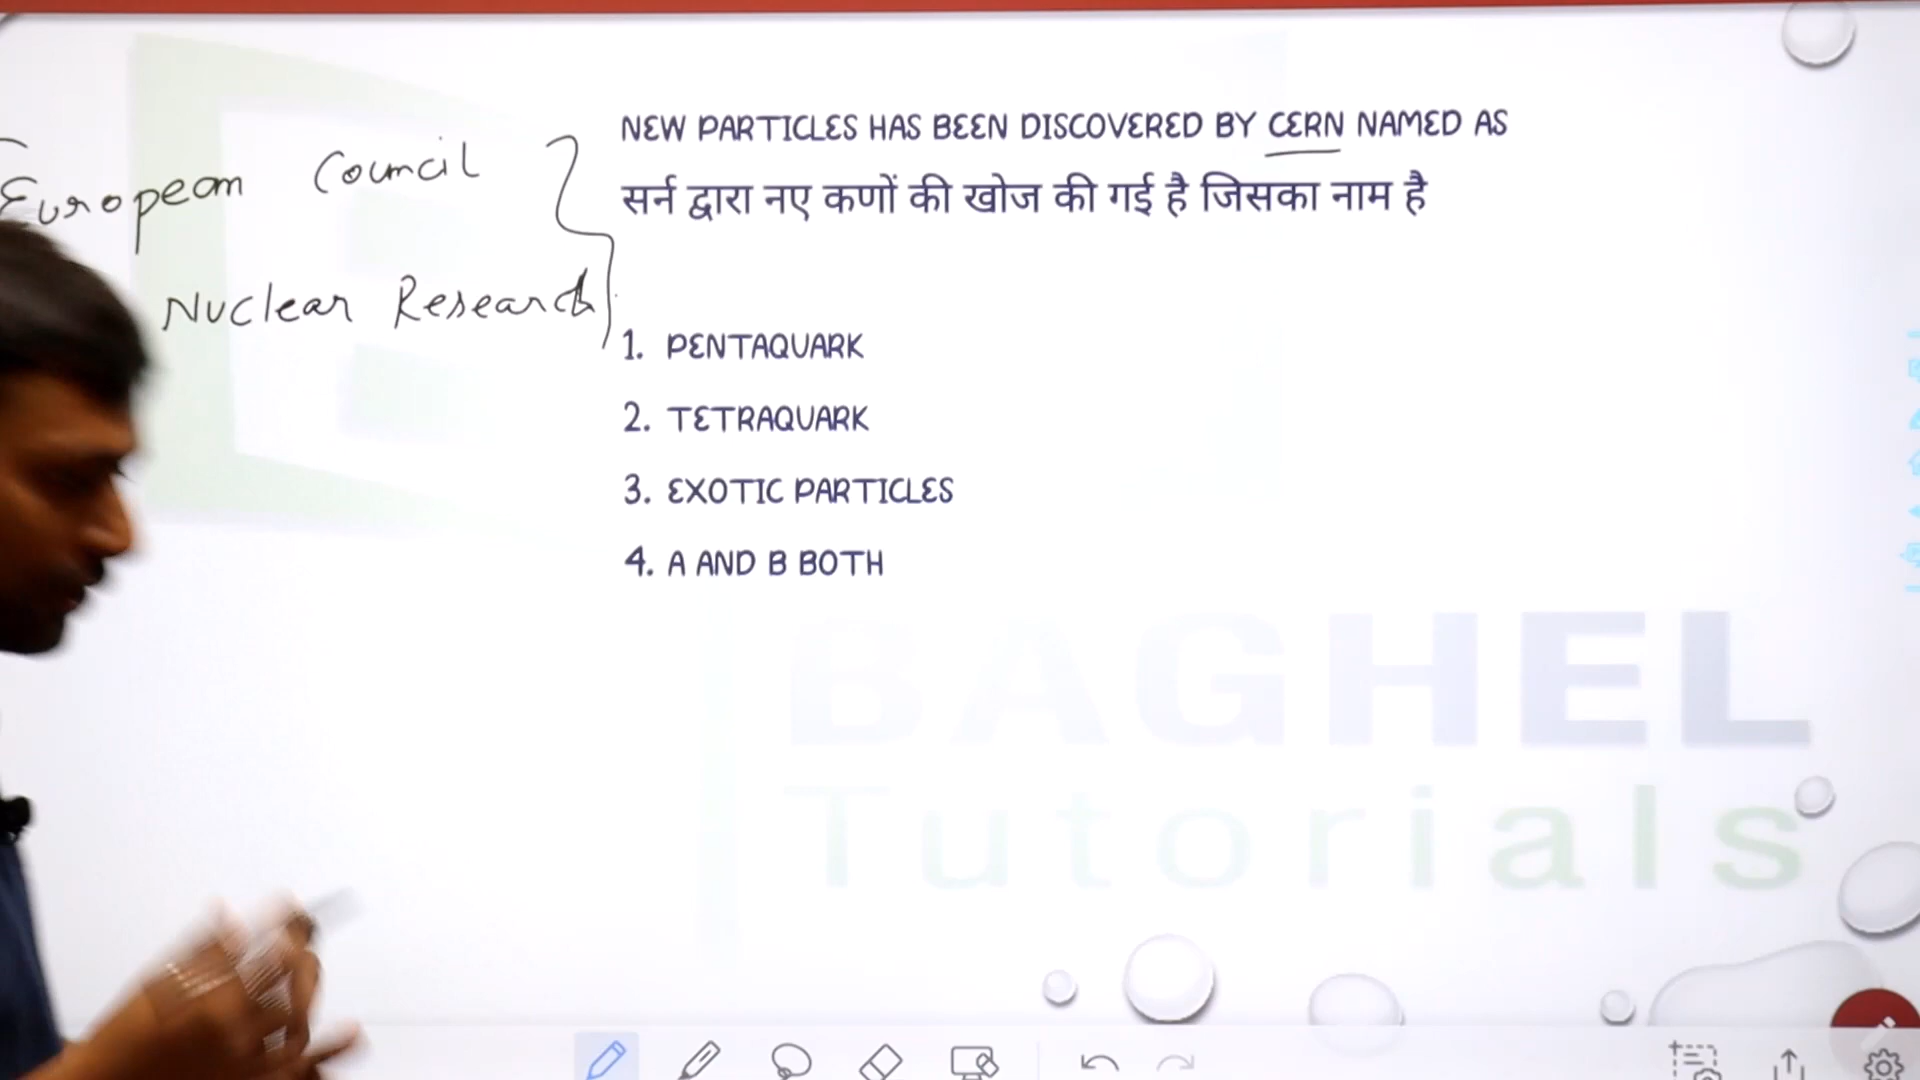 NEW PARTICLES HAS BEEN DISCOVERED BY CERN NAMED AS
सर्न द्वारा नए कणों की खोज की गई है जिसका नाम है
European Council
Nuclear Research
1. PENTAQUARK
2. TETRAQUARK
3. EXOTIC PARTICLES
4. A AND B BOTH
BAGHEL
Tutorials